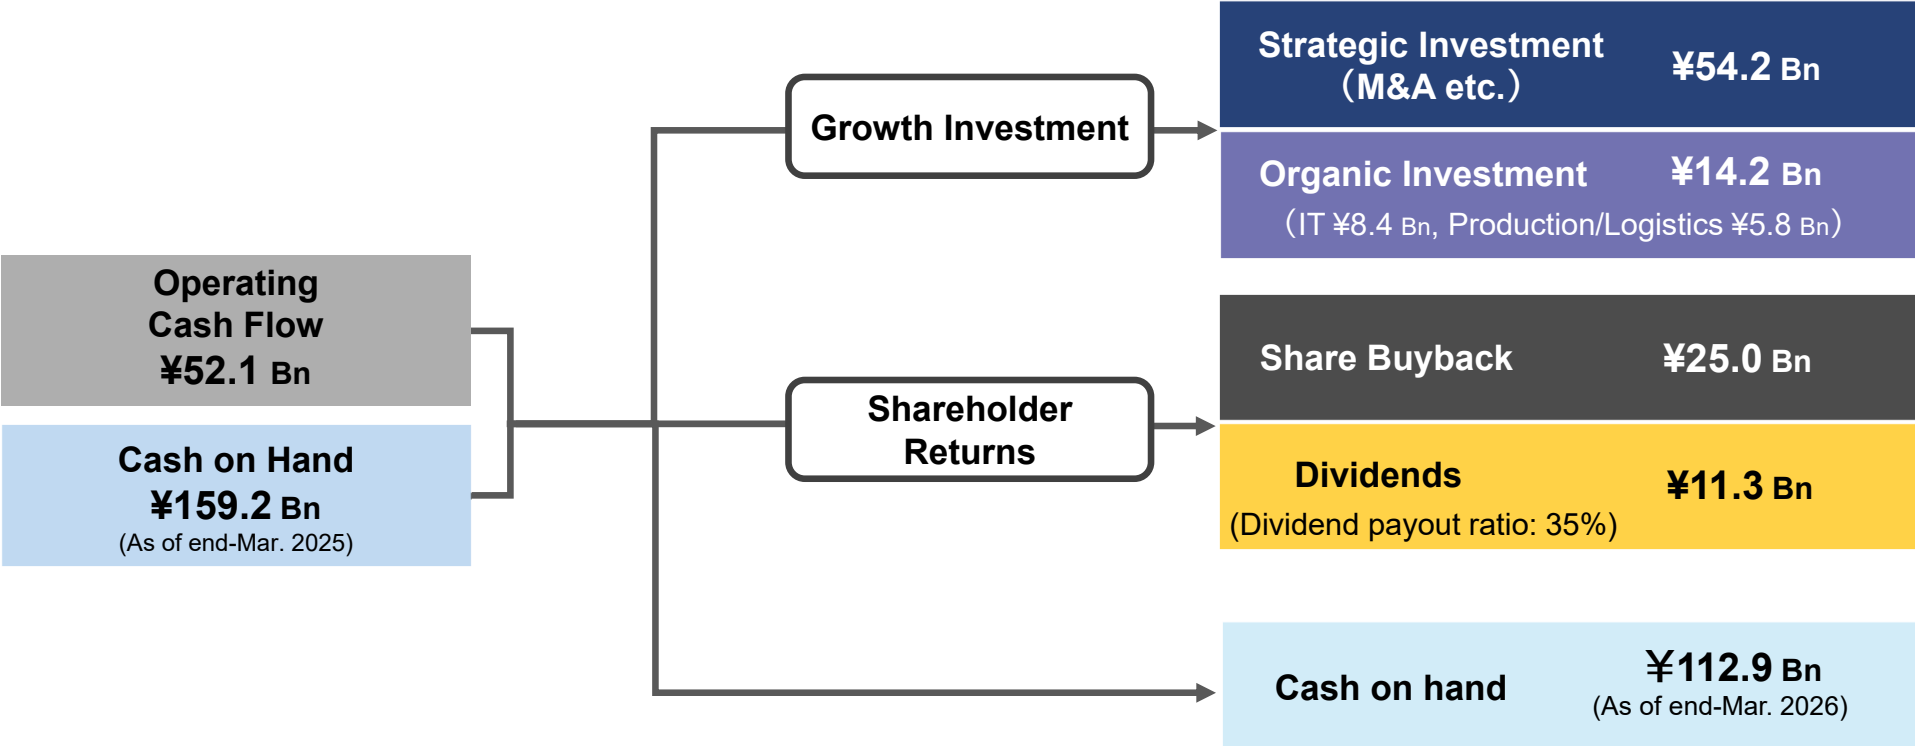 Operating
Cash Flow
¥52.1 Bn
Cash on Hand
¥159.2 Bn
(As of end-Mar. 2025)
Growth Investment
Shareholder
Returns
Strategic Investment
（M&A etc.）
¥54.2 Bn
Organic Investment
¥14.2 Bn
（IT ¥8.4 Bn, Production/Logistics ¥5.8 Bn）
Share Buyback
¥25.0 Bn
Dividends
(Dividend payout ratio: 35%)
¥11.3 Bn
Cash on hand
￥112.9 Bn
(As of end-Mar. 2026)